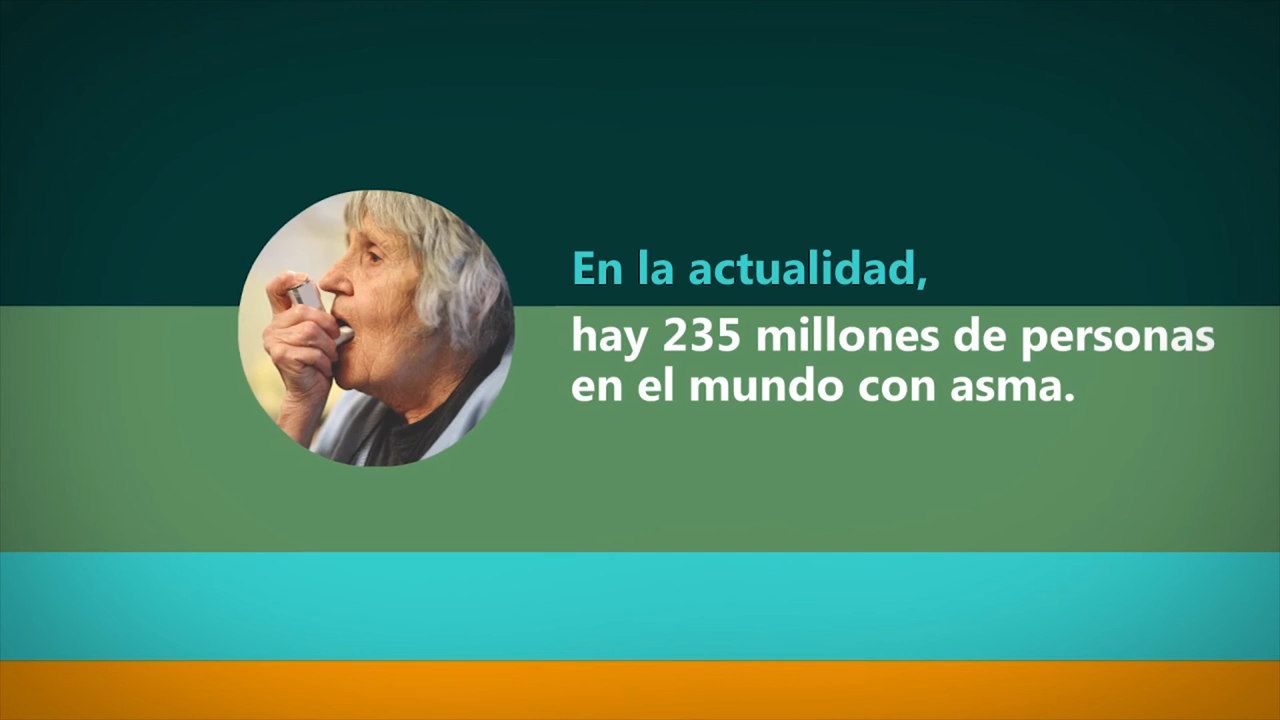 En la actualidad,
hay 235 millones de personas
en el mundo con asma.